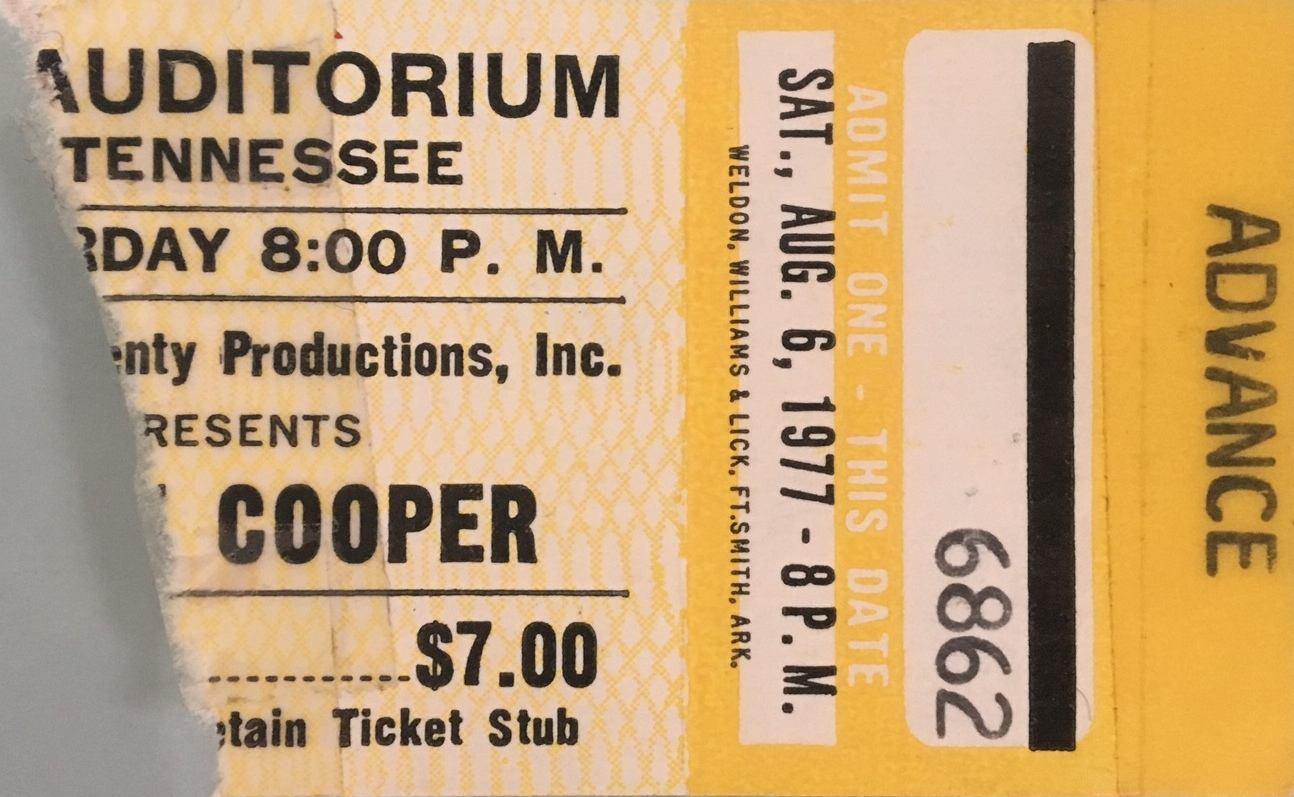 AUDITORIUM
TENNESSEE
RDAY 8:00 P. M.
enty Productions, Inc.
RESENTS
COOPER
$7.00
etain Ticket Stub
WELDON, WILLIAMS & LICK, FT.SMITH, ARK.
SAT., AUG. 6, 1977 - 8 P. M.
ADMIT ONE - THIS DATE
6862
ADVANCE